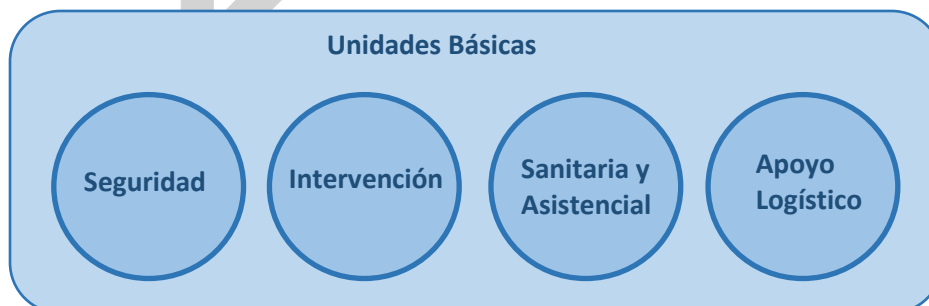 Unidades Básicas
Seguridad
Intervención
Sanitaria y
Asistencial
Apoyo
Logístico